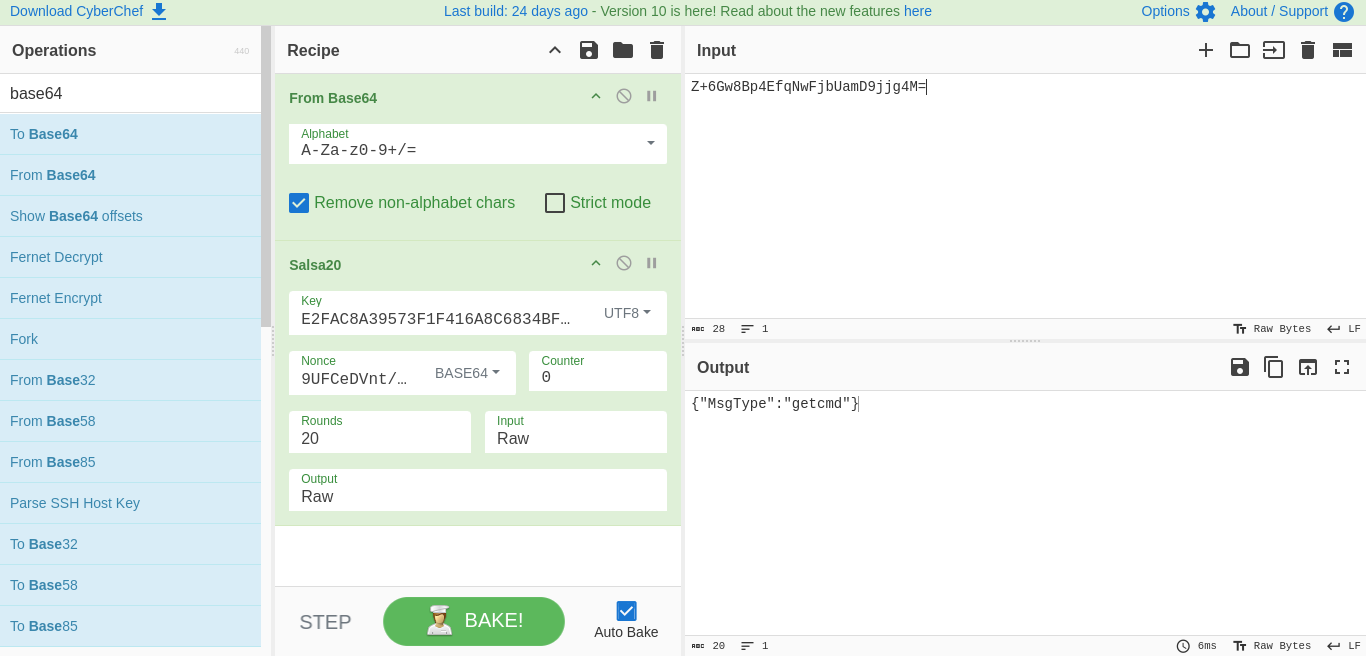 Download CyberChef
Last build: 24 days ago - Version 10 is here! Read about the new features here
Options
About / Support
Operations
440
base64
To Base64
From Base64
Show Base64 offsets
Fernet Decrypt
Fernet Encrypt
Fork
From Base32
From Base58
From Base85
Parse SSH Host Key
To Base32
To Base58
To Base85
Recipe
From Base64
Alphabet
A-Za-z0-9+/=
Remove non-alphabet chars
Strict mode
Salsa20
Key
E2FAC8A39573F1F416A8C6834BF…
UTF8
Nonce
9UFCeDVnt/…
BASE64
Counter
0
Rounds
20
Input
Raw
Output
Raw
STEP
BAKE!
Auto Bake
Input
Z+6Gw8Bp4EfqNwFjbUamD9jjg4M=
ABC 28
1
Tr Raw Bytes
LF
Output
{"MsgType":"getcmd"}
ABC 20
1
6ms
Tr Raw Bytes
LF